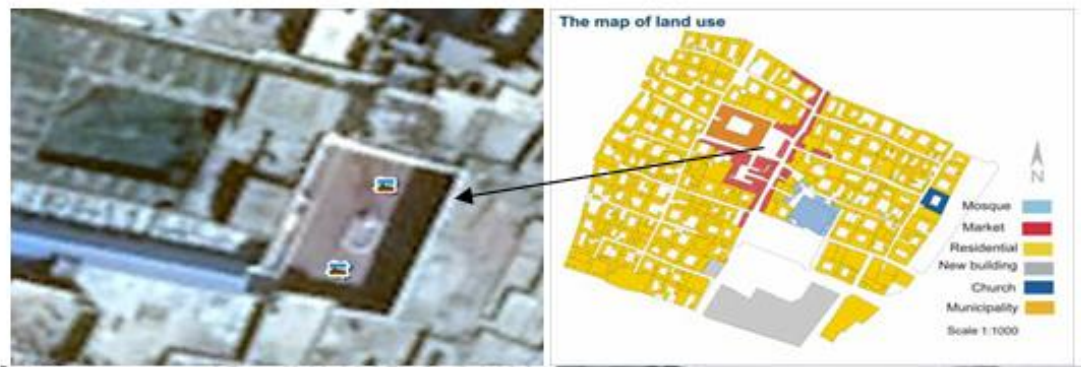 The map of land use
N
Mosque
Market
Residential
New building
Church
Municipality
Scale 1:1000